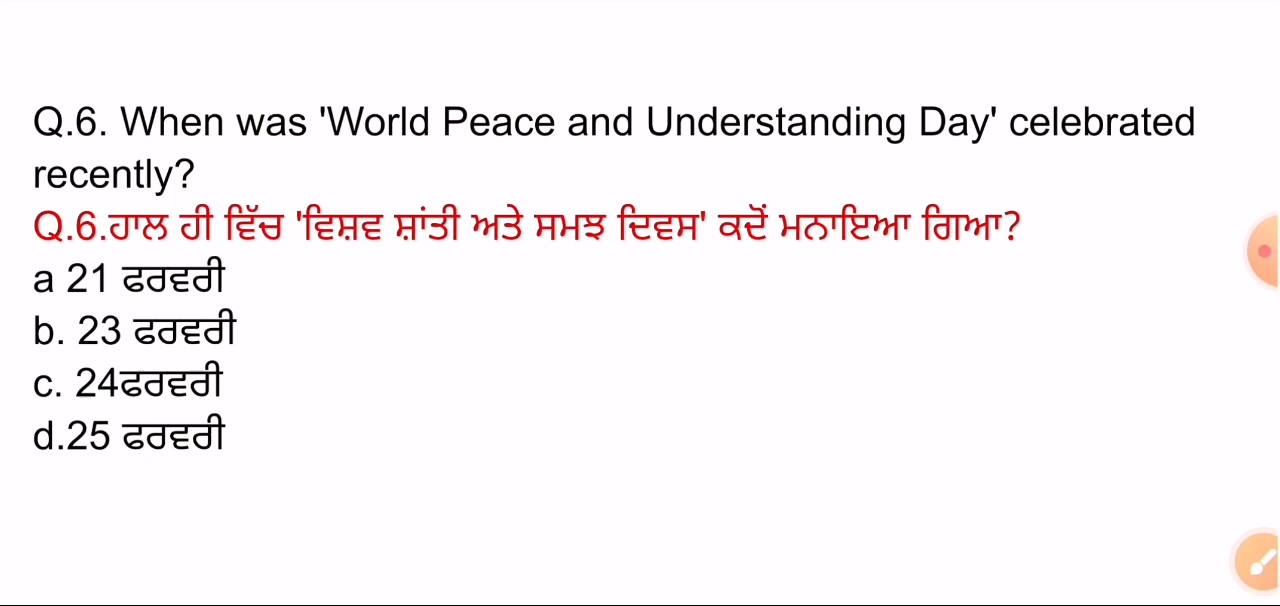 Q.6. When was 'World Peace and Understanding Day' celebrated
recently?
Q.6.ਹਾਲ ਹੀ ਵਿੱਚ 'ਵਿਸ਼ਵ ਸ਼ਾਂਤੀ ਅਤੇ ਸਮਝ ਦਿਵਸ' ਕਦੋਂ ਮਨਾਇਆ ਗਿਆ?
a 21 ਫਰਵਰੀ
b. 23 ਫਰਵਰੀ
c. 24ਫਰਵਰੀ
d.25 ਫਰਵਰੀ